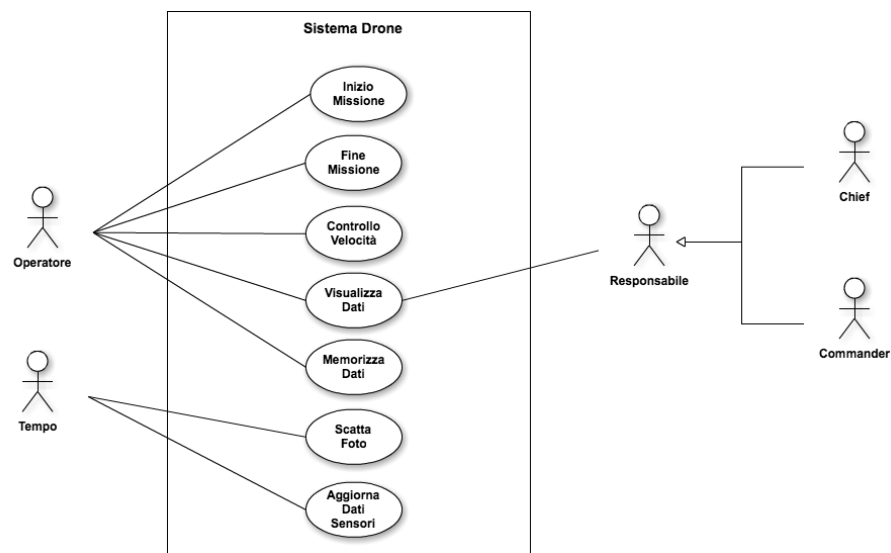 Sistema Drone
Inizio
Missione
Fine
Missione
Controllo
Velocità
Visualizza
Dati
Memorizza
Dati
Scatta
Foto
Aggiorna
Dati
Sensori
Operatore
Tempo
Responsabile
Chief
Commander